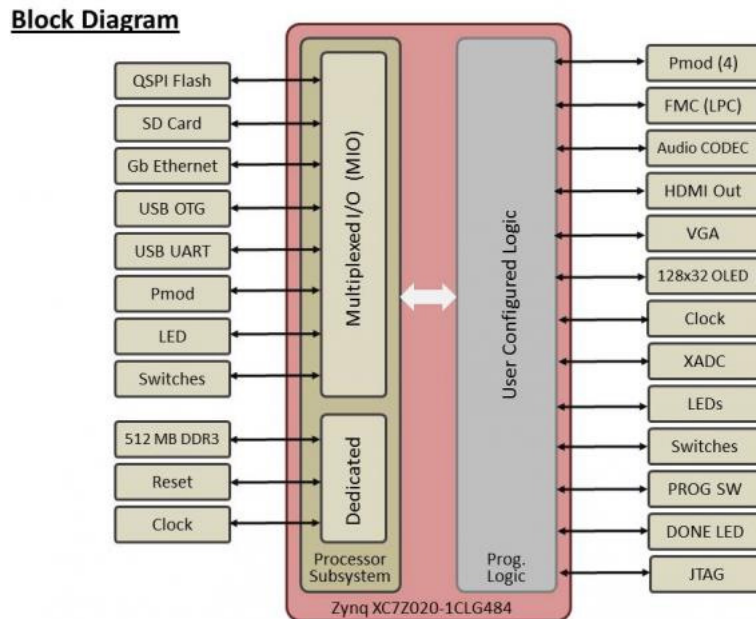 Block Diagram
QSPI Flash
SD Card
Gb Ethernet
USB OTG
USB UART
Pmod
LED
Switches
512 MB DDR3
Reset
Clock
Multiplexed I/O (MIO)
Dedicated
Processor
Subsystem
User Configured Logic
Prog.
Logic
Zynq XC7Z020-1CLG484
Pmod (4)
FMC (LPC)
Audio CODEC
HDMI Out
VGA
128x32 OLED
Clock
XADC
LEDs
Switches
PROG SW
DONE LED
JTAG